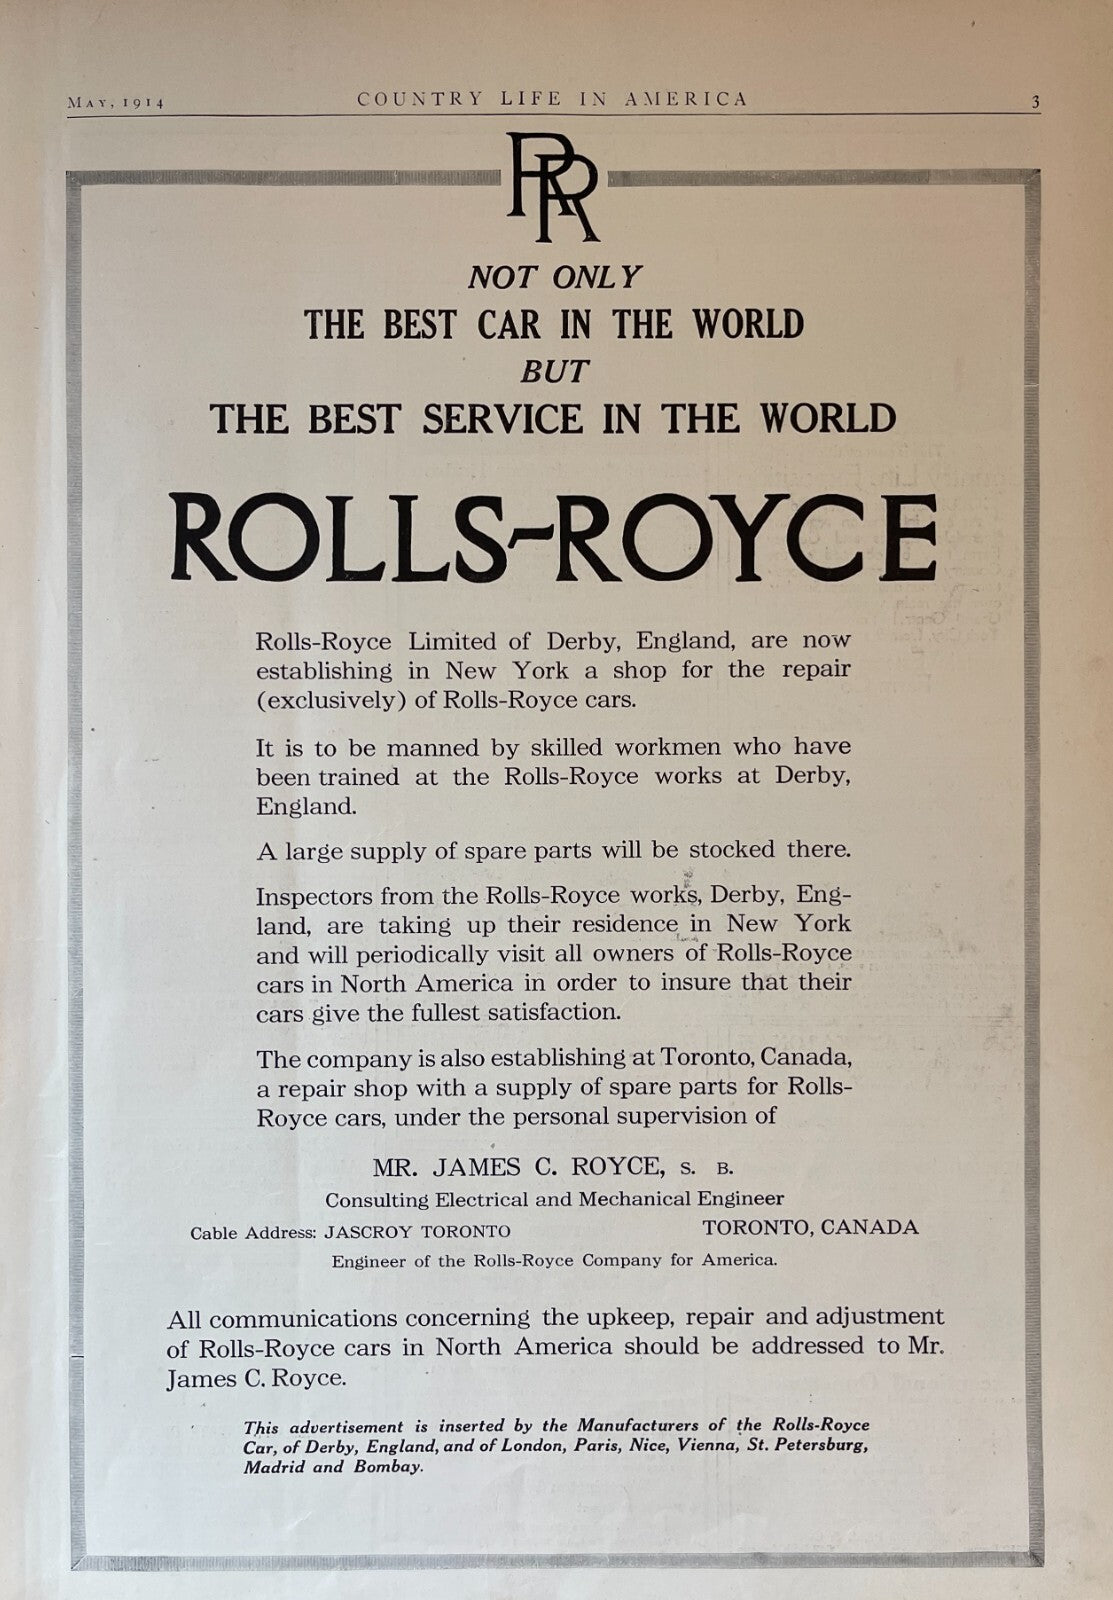 May, 1914 COUNTRY LIFE IN AMERICA 3
RR
NOT ONLY
THE BEST CAR IN THE WORLD
BUT
THE BEST SERVICE IN THE WORLD
ROLLS-ROYCE
Rolls-Royce Limited of Derby, England, are now
establishing in New York a shop for the repair
(exclusively) of Rolls-Royce cars.
It is to be manned by skilled workmen who have
been trained at the Rolls-Royce works at Derby,
England.
A large supply of spare parts will be stocked there.
Inspectors from the Rolls-Royce works, Derby, Eng-
land, are taking up their residence in New York
and will periodically visit all owners of Rolls-Royce
cars in North America in order to insure that their
cars give the fullest satisfaction.
The company is also establishing at Toronto, Canada,
a repair shop with a supply of spare parts for Rolls-
Royce cars, under the personal supervision of
MR. JAMES C. ROYCE, S. B.
Consulting Electrical and Mechanical Engineer
Cable Address: JASCROY TORONTO TORONTO, CANADA
Engineer of the Rolls-Royce Company for America.
All communications concerning the upkeep, repair and adjustment
of Rolls-Royce cars in North America should be addressed to Mr.
James C. Royce.
This advertisement is inserted by the Manufacturers of the Rolls-Royce
Car, of Derby, England, and of London, Paris, Nice, Vienna, St. Petersburg,
Madrid and Bombay.